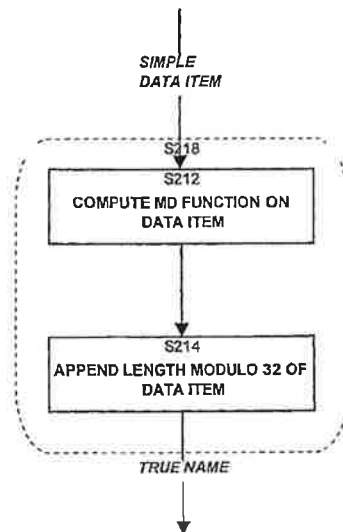 SIMPLE
DATA ITEM
S218
S212
COMPUTE MD FUNCTION ON
DATA ITEM
S214
APPEND LENGTH MODULO 32 OF
DATA ITEM
TRUE NAME